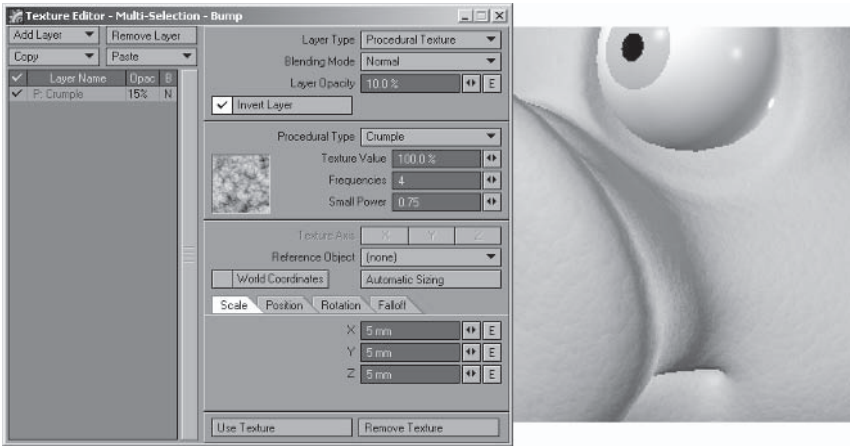 Texture Editor - Multi-Selection - Bump
Add Layer
Remove Layer
Copy
Paste
Layer Name Opac B
P: Crumple 15% N
Layer Type Procedural Texture
Blending Mode Normal
Layer Opacity 10.0 % E
Invert Layer
Procedural Type Crumple
Texture Value 100.0 %
Frequencies 4
Small Power 0.75
Texture Axis X Y Z
Reference Object (none)
World Coordinates Automatic Sizing
Scale Position Rotation Falloff
X 5 mm E
Y 5 mm E
Z 5 mm E
Use Texture Remove Texture